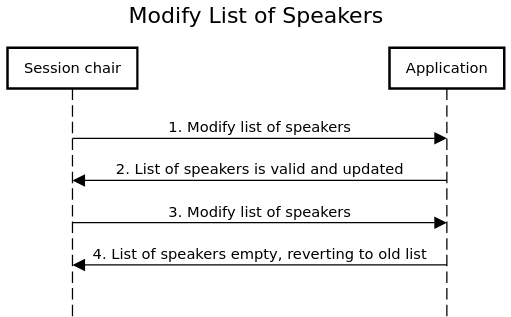 Modify List of Speakers
Session chair
Application
1. Modify list of speakers
2. List of speakers is valid and updated
3. Modify list of speakers
4. List of speakers empty, reverting to old list